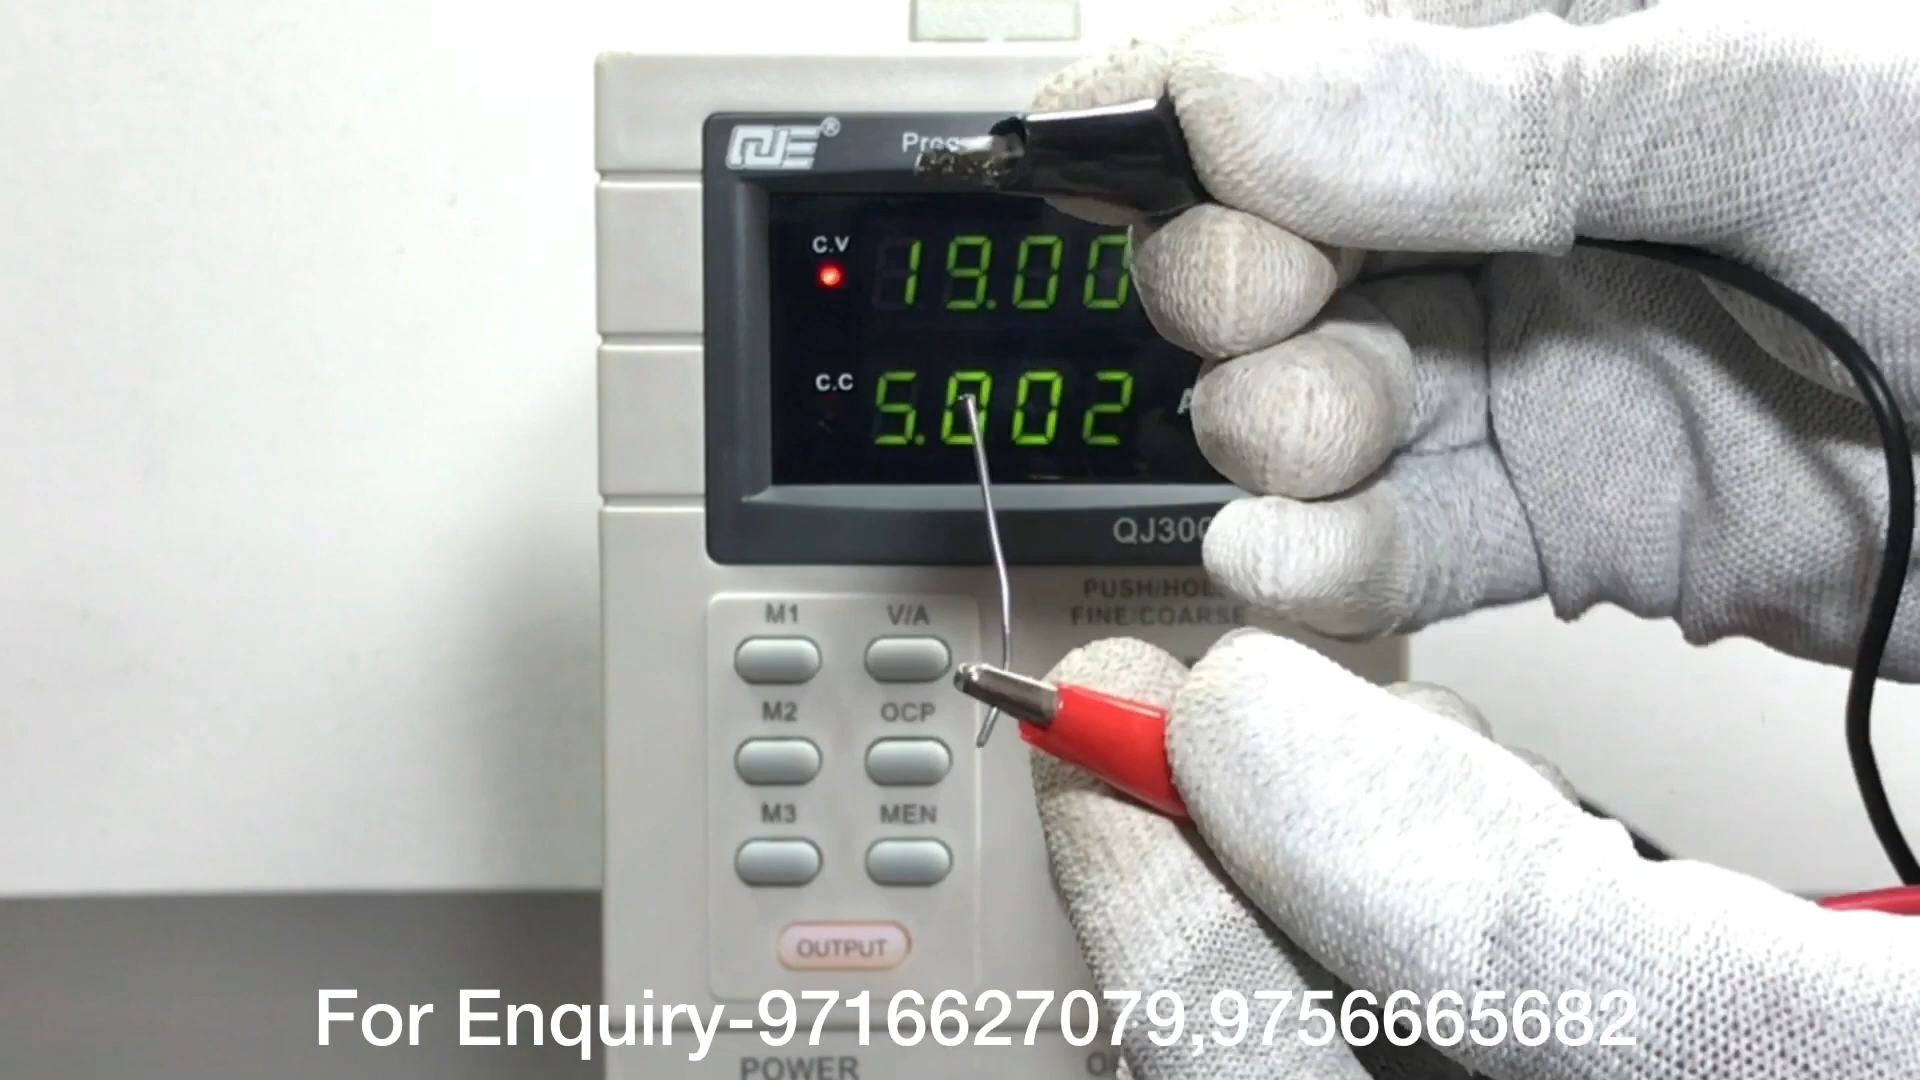 QJE®
C.V 19.00
C.C 5.002 A
QJ300
PUSH/HOL
FINE/COARSE
M1 V/A
M2 OCP
M3 MEN
OUTPUT
For Enquiry-9716627079,9756665682
POWER